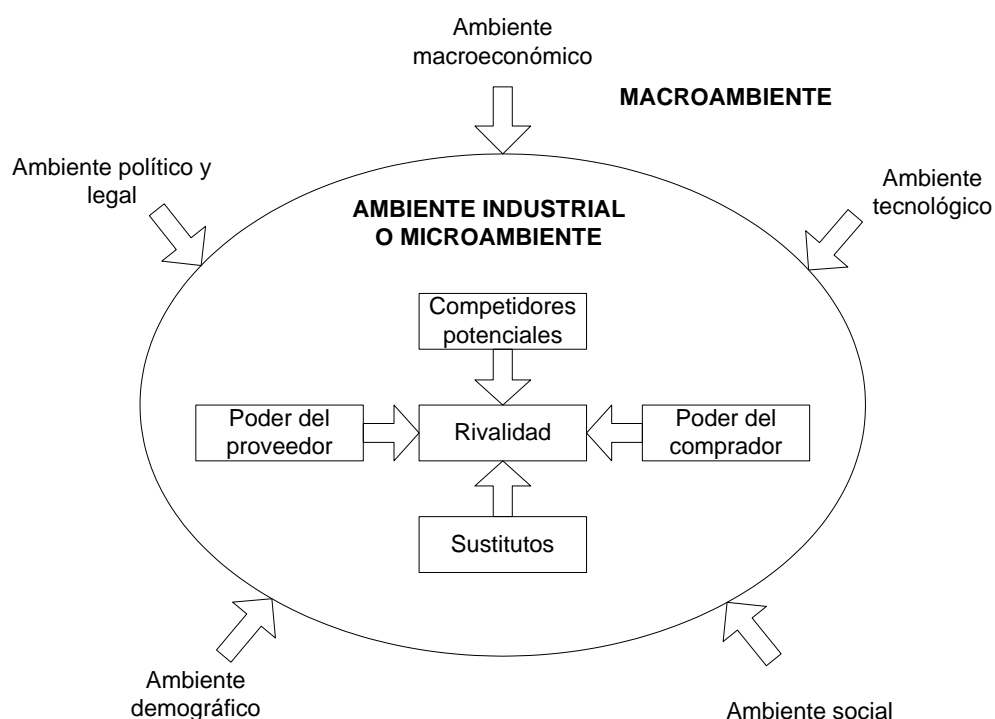 Ambiente
macroeconómico
MACROAMBIENTE
Ambiente político y
legal
Ambiente
tecnológico
AMBIENTE INDUSTRIAL
O MICROAMBIENTE
Competidores
potenciales
Poder del
proveedor
Rivalidad
Poder del
comprador
Sustitutos
Ambiente
demográfico
Ambiente social